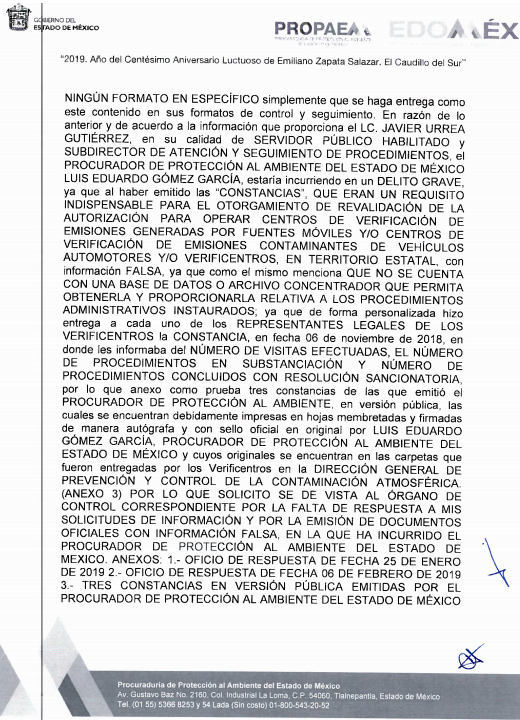 GOBIERNO DEL
ESTADO DE MÉXICO
PROPAEM
EDOMÉX
"2019. Año del Centésimo Aniversario Luctuoso de Emiliano Zapata Salazar. El Caudillo del Sur"
NINGÚN FORMATO EN ESPECÍFICO simplemente que se haga entrega como
este contenido en sus formatos de control y seguimiento. En razón de lo
anterior y de acuerdo a la información que proporciona el LC. JAVIER URREA
GUTIÉRREZ, en su calidad de SERVIDOR PÚBLICO HABILITADO y
SUBDIRECTOR DE ATENCIÓN Y SEGUIMIENTO DE PROCEDIMIENTOS, el
PROCURADOR DE PROTECCIÓN AL AMBIENTE DEL ESTADO DE MÉXICO
LUIS EDUARDO GÓMEZ GARCÍA, estaría incurriendo en un DELITO GRAVE,
ya que al haber emitido las "CONSTANCIAS", QUE ERAN UN REQUISITO
INDISPENSABLE PARA EL OTORGAMIENTO DE REVALIDACIÓN DE LA
AUTORIZACIÓN PARA OPERAR CENTROS DE VERIFICACIÓN DE
EMISIONES GENERADAS POR FUENTES MÓVILES Y/O CENTROS DE
VERIFICACIÓN DE EMISIONES CONTAMINANTES DE VEHÍCULOS
AUTOMOTORES Y/O VERIFICENTROS, EN TERRITORIO ESTATAL, con
información FALSA, ya que como el mismo menciona QUE NO SE CUENTA
CON UNA BASE DE DATOS O ARCHIVO CONCENTRADOR QUE PERMITA
OBTENERLA Y PROPORCIONARLA RELATIVA A LOS PROCEDIMIENTOS
ADMINISTRATIVOS INSTAURADOS; ya que de forma personalizada hizo
entrega a cada uno de los REPRESENTANTES LEGALES DE LOS
VERIFICENTROS la CONSTANCIA, en fecha 06 de noviembre de 2018, en
donde les informaba del NÚMERO DE VISITAS EFECTUADAS, EL NÚMERO
DE PROCEDIMIENTOS EN SUBSTANCIACIÓN Y NÚMERO DE
PROCEDIMIENTOS CONCLUIDOS CON RESOLUCIÓN SANCIONATORIA,
por lo que anexo como prueba tres constancias de las que emitió el
PROCURADOR DE PROTECCIÓN AL AMBIENTE, en versión pública, las
cuales se encuentran debidamente impresas en hojas membretadas y firmadas
de manera autógrafa y con sello oficial en original por LUIS EDUARDO
GÓMEZ GARCÍA, PROCURADOR DE PROTECCIÓN AL AMBIENTE DEL
ESTADO DE MÉXICO y cuyos originales se encuentran en las carpetas que
fueron entregadas por los Verificentros en la DIRECCIÓN GENERAL DE
PREVENCIÓN Y CONTROL DE LA CONTAMINACIÓN ATMOSFÉRICA.
(ANEXO 3) POR LO QUE SOLICITO SE DE VISTA AL ÓRGANO DE
CONTROL CORRESPONDIENTE POR LA FALTA DE RESPUESTA A MIS
SOLICITUDES DE INFORMACIÓN Y POR LA EMISIÓN DE DOCUMENTOS
OFICIALES CON INFORMACIÓN FALSA, EN LA QUE HA INCURRIDO EL
PROCURADOR DE PROTECCIÓN AL AMBIENTE DEL ESTADO DE
MEXICO. ANEXOS: 1.- OFICIO DE RESPUESTA DE FECHA 25 DE ENERO
DE 2019 2.- OFICIO DE RESPUESTA DE FECHA 06 DE FEBRERO DE 2019
3.- TRES CONSTANCIAS EN VERSIÓN PÚBLICA EMITIDAS POR EL
PROCURADOR DE PROTECCIÓN AL AMBIENTE DEL ESTADO DE MÉXICO
Procuraduría de Protección al Ambiente del Estado de México
Av. Gustavo Baz No. 2160, Col. Industrial La Loma, C.P. 54060, Tlalnepantla, Estado de México
Tel. (01 55) 5366 8253 y 54 Lada (Sin costo) 01-800-543-20-52